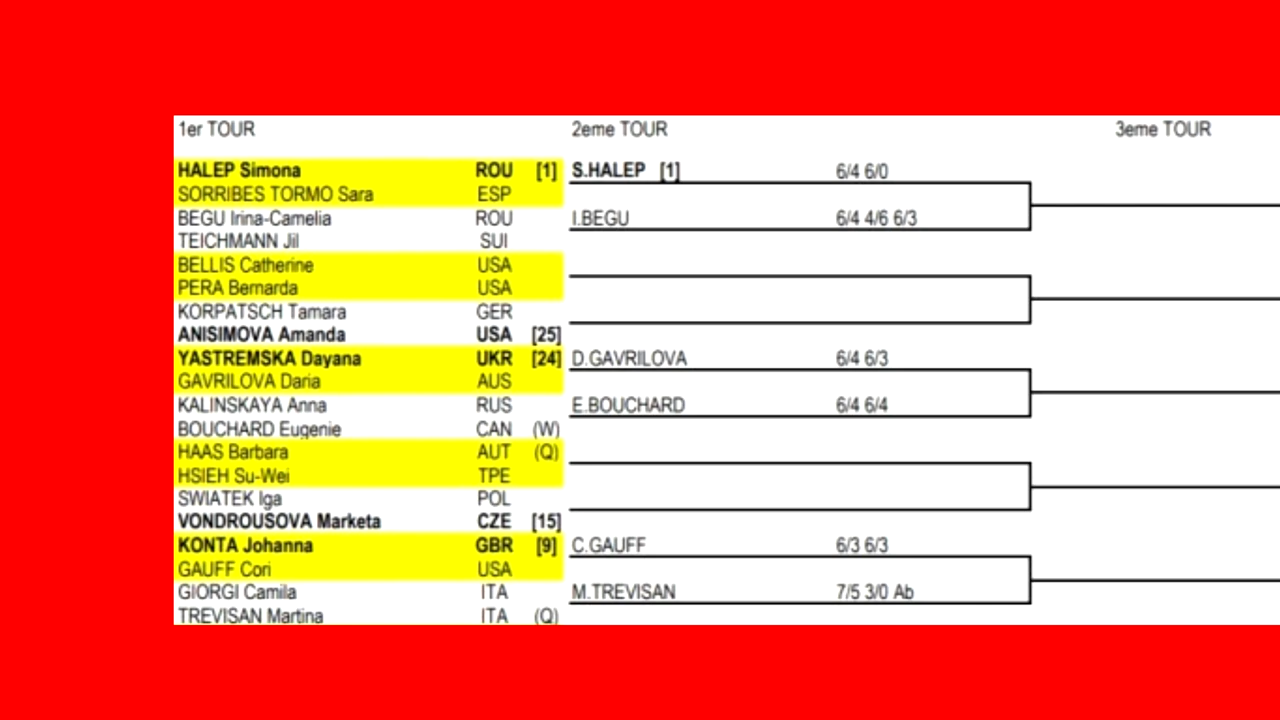 1er TOUR 2eme TOUR 3eme TOUR
HALEP Simona ROU [1] S.HALEP [1] 6/4 6/0
SORRIBES TORMO Sara ESP
BEGU Irina-Camelia ROU I.BEGU 6/4 4/6 6/3
TEICHMANN Jil SUI
BELLIS Catherine USA
PERA Bernarda USA
KORPATSCH Tamara GER
ANISIMOVA Amanda USA [25]
YASTREMSKA Dayana UKR [24] D.GAVRILOVA 6/4 6/3
GAVRILOVA Daria AUS
KALINSKAYA Anna RUS E.BOUCHARD 6/4 6/4
BOUCHARD Eugenie CAN (W)
HAAS Barbara AUT (Q)
HSIEH Su-Wei TPE
SWIATEK Iga POL
VONDROUSOVA Marketa CZE [15]
KONTA Johanna GBR [9] C.GAUFF 6/3 6/3
GAUFF Cori USA
GIORGI Camila ITA M.TREVISAN 7/5 3/0 Ab
TREVISAN Martina ITA (Q)